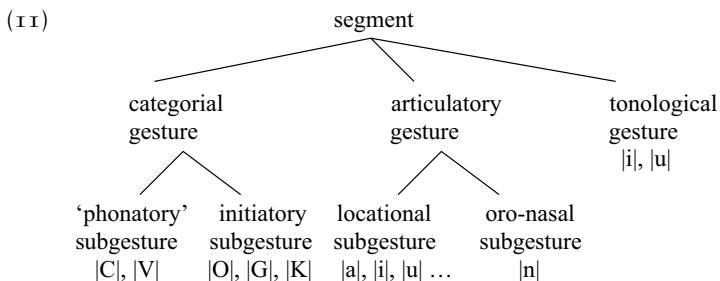 (11) segment
categorial articulatory tonological
gesture gesture gesture
|i|, |u|
‘phonatory’ initiatory locational oro-nasal
subgesture subgesture subgesture subgesture
|C|, |V| |O|, |G|, |K| |a|, |i|, |u| … |n|